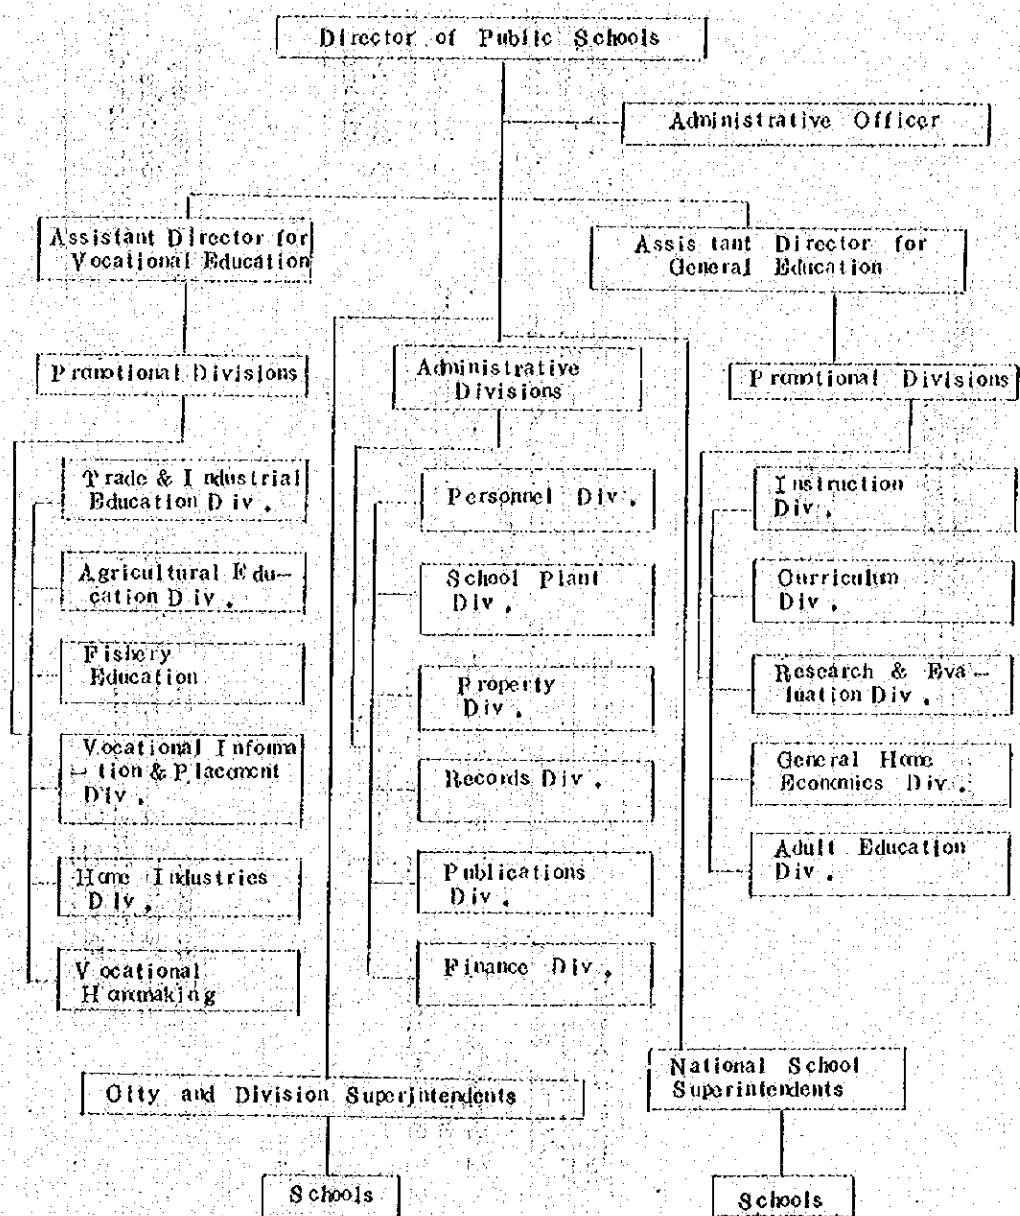 Director of Public Schools
Administrative Officer
Assistant Director for
Vocational Education
Assistant Director for
General Education
Promotional Divisions
Administrative
Divisions
Promotional Divisions
Trade & Industrial
Education Div.
Agricultural Edu-
cation Div.
Fishery
Education
Vocational Infoma
-tion & Placement
Div.
Home Industries
Div.
Vocational
Hommaking
Personnel Div.
School Plant
Div.
Property
Div.
Records Div.
Publications
Div.
Finance Div.
Instruction
Div.
Curriculum
Div.
Research & Eva-
luation Div.
General Home
Economics Div.
Adult Education
Div.
City and Division Superintendents
National School
Superintendents
Schools
Schools